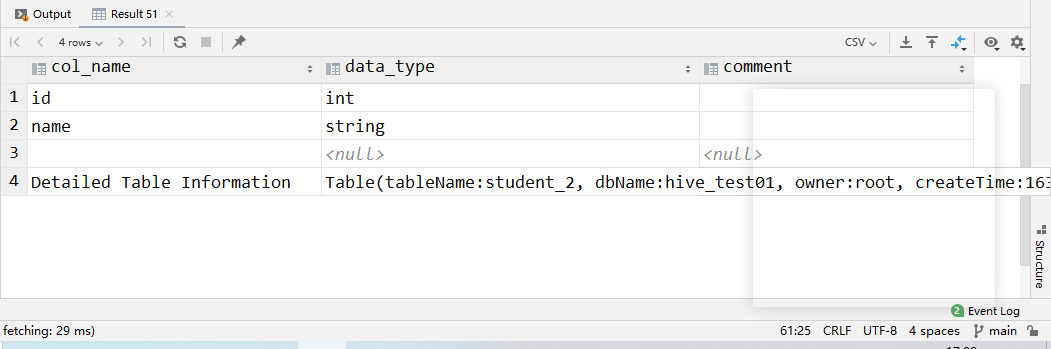 Output Result 51
4 rows CSV
col_name data_type comment
1 id int
2 name string
3 <null> <null>
4 Detailed Table Information Table(tableName:student_2, dbName:hive_test01, owner:root, createTime:163
Structure
2 Event Log
fetching: 29 ms) 61:25 CRLF UTF-8 4 spaces main